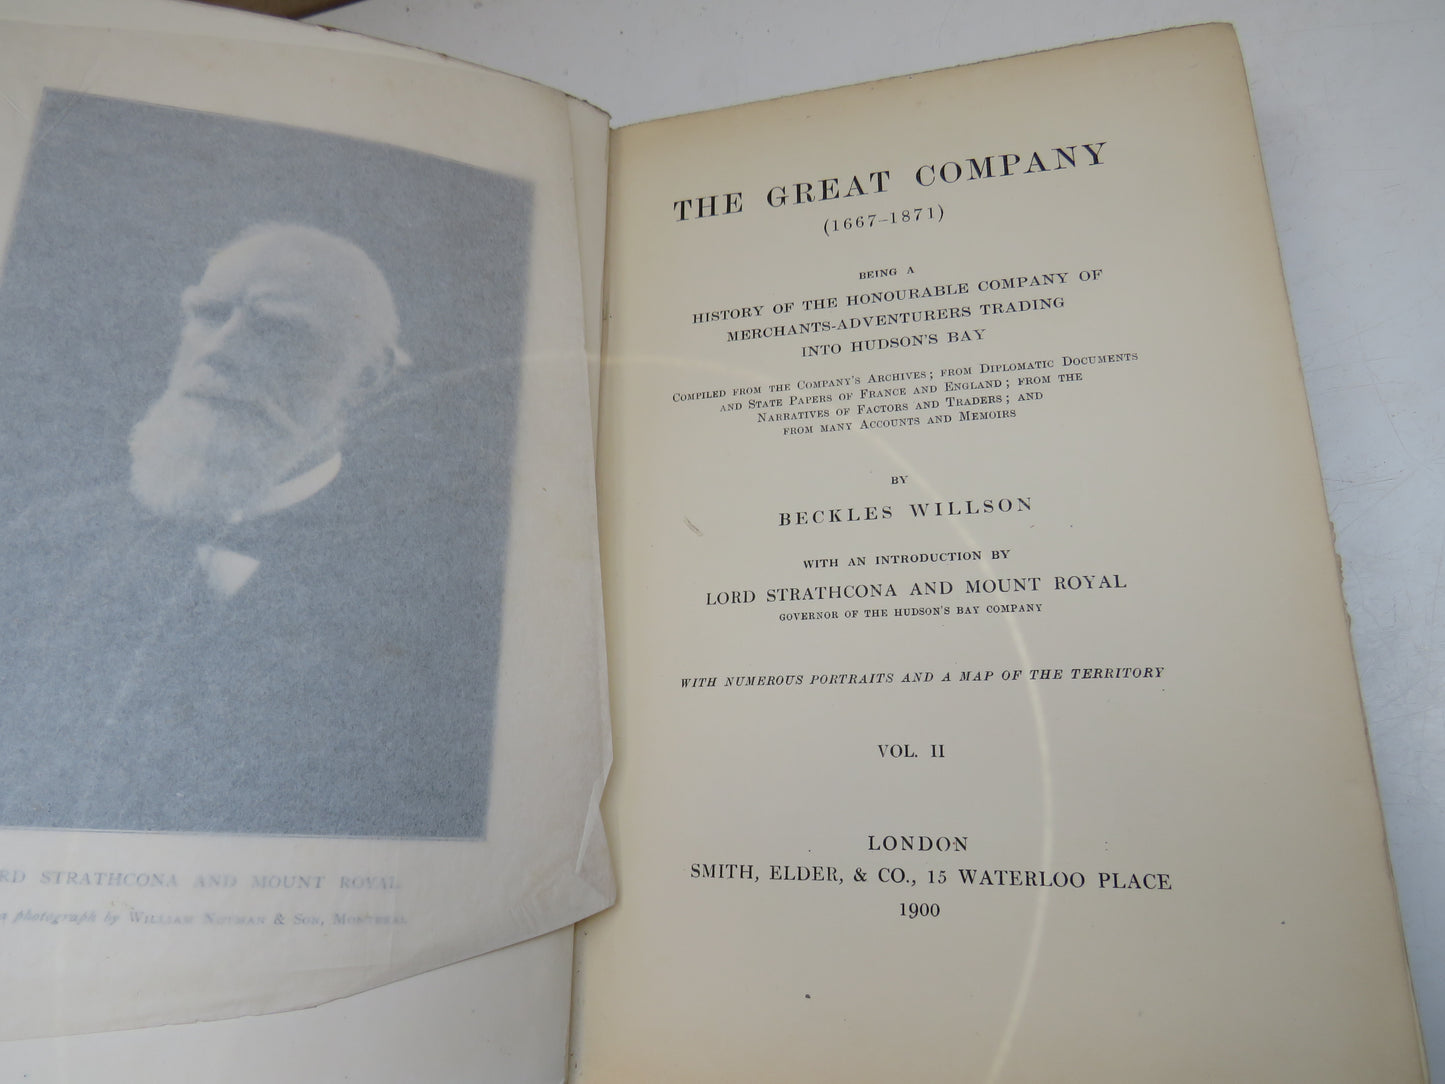 RD STRATHCONA AND MOUNT ROYAL
a photograph by WILLIAM NOTMAN & SON, MONTREAL
THE GREAT COMPANY
(1667–1871)
BEING A
HISTORY OF THE HONOURABLE COMPANY OF
MERCHANTS-ADVENTURERS TRADING
INTO HUDSON'S BAY
COMPILED FROM THE COMPANY'S ARCHIVES; FROM DIPLOMATIC DOCUMENTS
AND STATE PAPERS OF FRANCE AND ENGLAND; FROM THE
NARRATIVES OF FACTORS AND TRADERS; AND
FROM MANY ACCOUNTS AND MEMOIRS
BY
BECKLES WILLSON
WITH AN INTRODUCTION BY
LORD STRATHCONA AND MOUNT ROYAL
GOVERNOR OF THE HUDSON'S BAY COMPANY
WITH NUMEROUS PORTRAITS AND A MAP OF THE TERRITORY
VOL. II
LONDON
SMITH, ELDER, & CO., 15 WATERLOO PLACE
1900